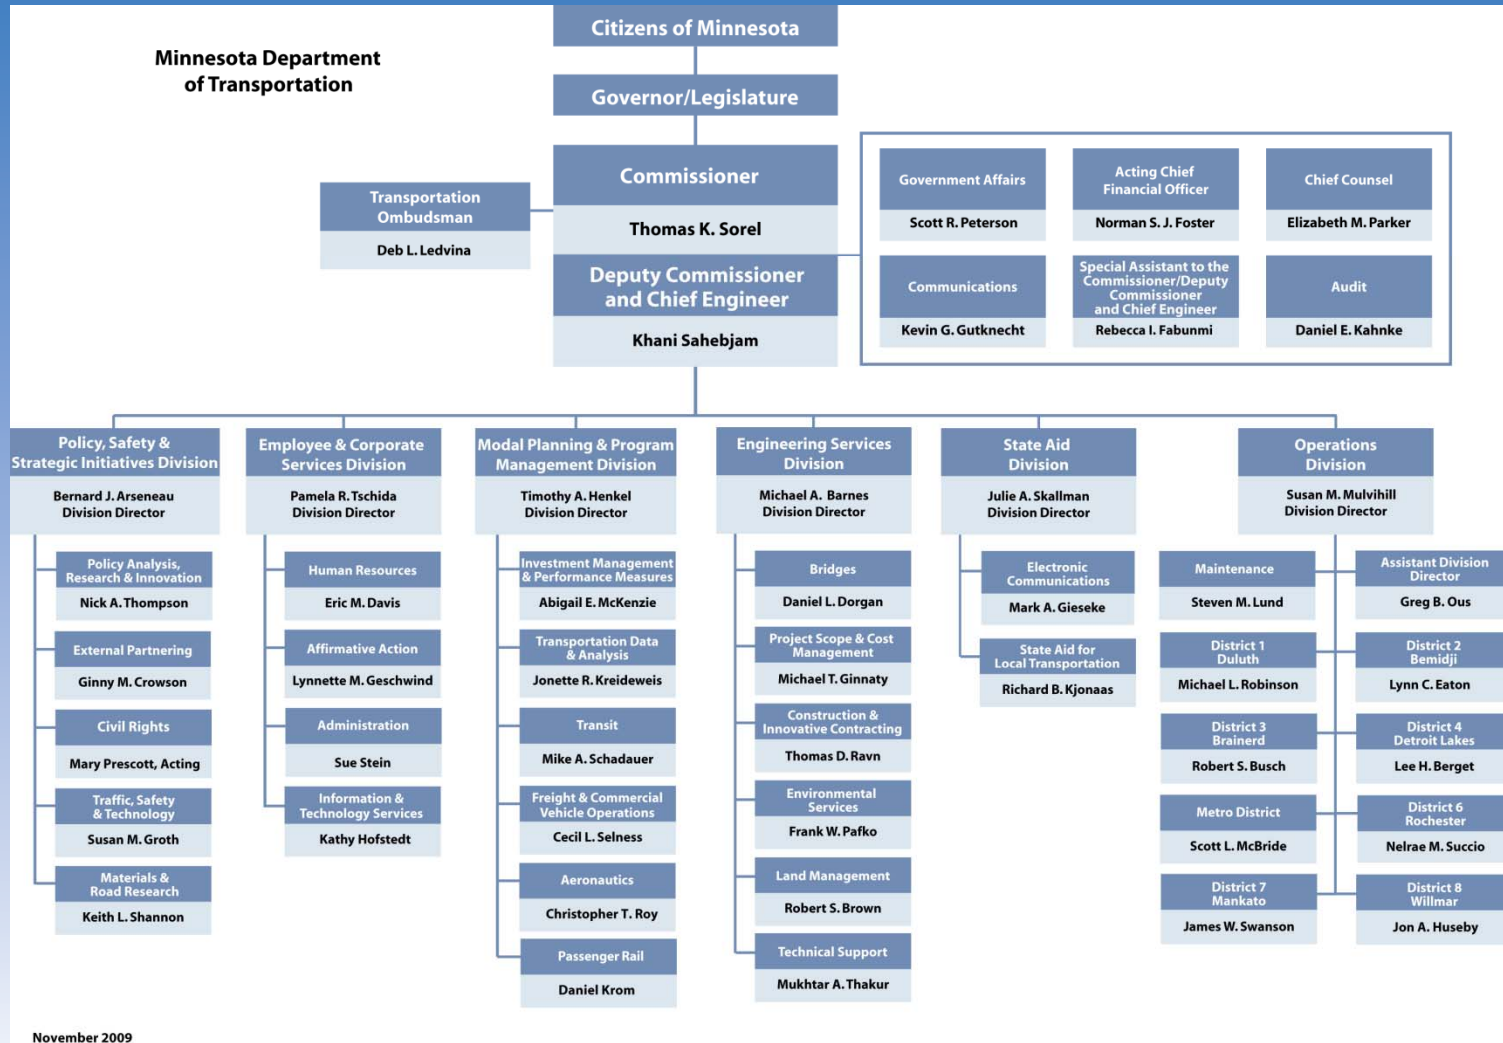 Minnesota Department
of Transportation
Citizens of Minnesota
Governor/Legislature
Commissioner
Thomas K. Sorel
Deputy Commissioner
and Chief Engineer
Khani Sahebjam
Transportation
Ombudsman
Deb L. Ledvina
Government Affairs
Scott R. Peterson
Acting Chief
Financial Officer
Norman S. J. Foster
Chief Counsel
Elizabeth M. Parker
Communications
Kevin G. Gutknecht
Special Assistant to the
Commissioner/Deputy
Commissioner
and Chief Engineer
Rebecca I. Fabunmi
Audit
Daniel E. Kahnke
Policy, Safety &
Strategic Initiatives Division
Bernard J. Arseneau
Division Director
Policy Analysis,
Research & Innovation
Nick A. Thompson
External Partnering
Ginny M. Crowson
Civil Rights
Mary Prescott, Acting
Traffic, Safety
& Technology
Susan M. Groth
Materials &
Road Research
Keith L. Shannon
Employee & Corporate
Services Division
Pamela R. Tschida
Division Director
Human Resources
Eric M. Davis
Affirmative Action
Lynnette M. Geschwind
Administration
Sue Stein
Information &
Technology Services
Kathy Hofstedt
Modal Planning & Program
Management Division
Timothy A. Henkel
Division Director
Investment Management
& Performance Measures
Abigail E. McKenzie
Transportation Data
& Analysis
Jonette R. Kreideweis
Transit
Mike A. Schadauer
Freight & Commercial
Vehicle Operations
Cecil L. Selness
Aeronautics
Christopher T. Roy
Passenger Rail
Daniel Krom
Engineering Services
Division
Michael A. Barnes
Division Director
Bridges
Daniel L. Dorgan
Project Scope & Cost
Management
Michael T. Ginnaty
Construction &
Innovative Contracting
Thomas D. Ravn
Environmental
Services
Frank W. Pafko
Land Management
Robert S. Brown
Technical Support
Mukhtar A. Thakur
State Aid
Division
Julie A. Skallman
Division Director
Electronic
Communications
Mark A. Gieseke
State Aid for
Local Transportation
Richard B. Kjonaas
Operations
Division
Susan M. Mulvihill
Division Director
Maintenance
Steven M. Lund
Assistant Division
Director
Greg B. Ous
District 1
Duluth
Michael L. Robinson
District 2
Bemidji
Lynn C. Eaton
District 3
Brainerd
Robert S. Busch
District 4
Detroit Lakes
Lee H. Berget
Metro District
Scott L. McBride
District 6
Rochester
Nelrae M. Succio
District 7
Mankato
James W. Swanson
District 8
Willmar
Jon A. Huseby
November 2009